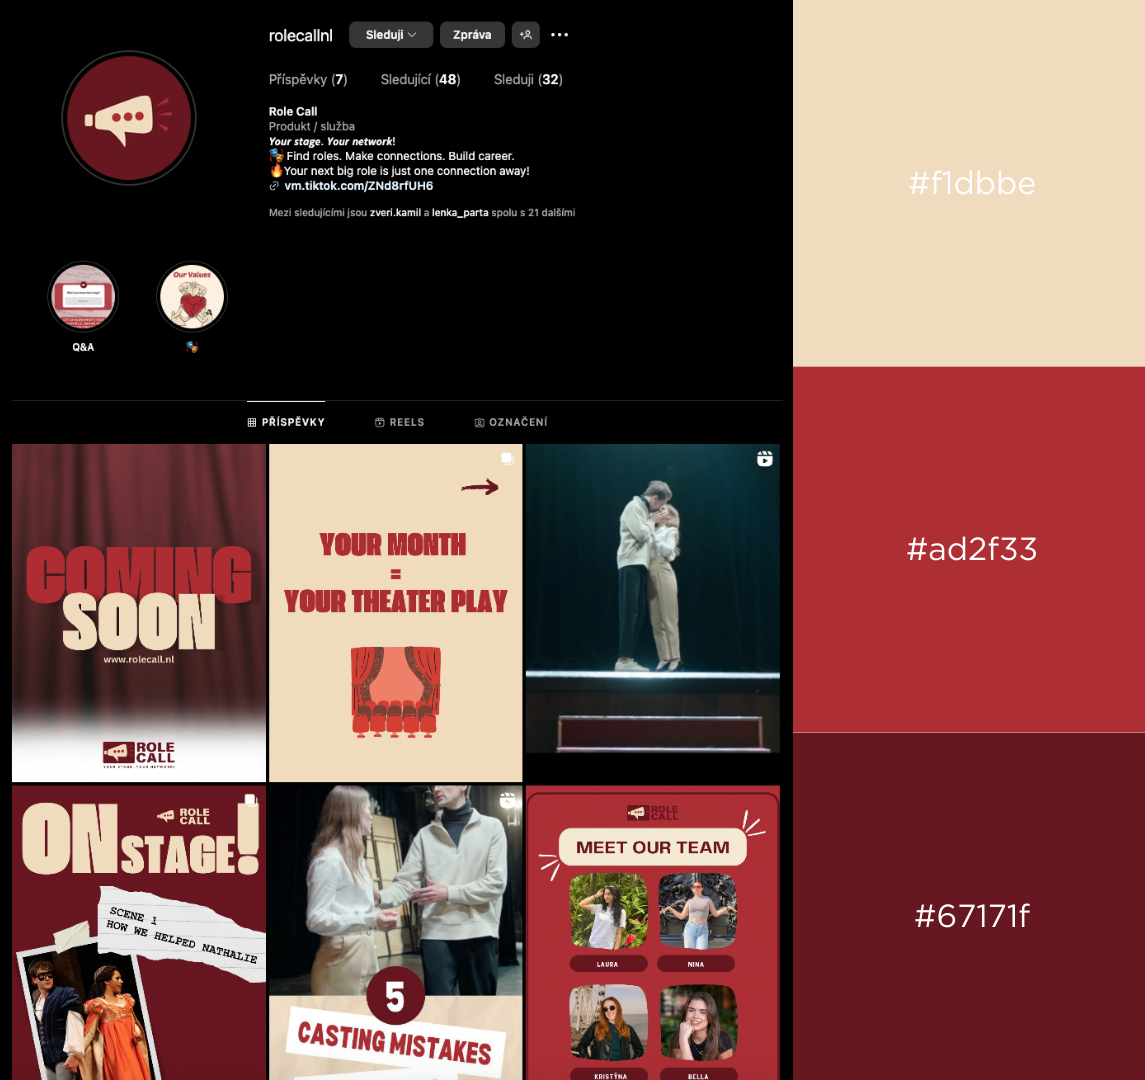 rolecallnl
Sleduji
Zpráva
Příspěvky (7)
Sledující (48)
Sleduji (32)
Role Call
Produkt / služba
Your stage. Your network!
🎭Find roles. Make connections. Build career.
🔥Your next big role is just one connection away!
vm.tiktok.com/ZNd8rfUH6
Mezi sledujícími jsou zveri.kamil a lenka_parta spolu s 21 dalšími
Our Values
Q&A
🎭
PŘÍSPĚVKY
REELS
OZNAČENÍ
COMING
SOON
www.rolecall.nl
ROLE
CALL
YOUR STAGE. YOUR NETWORK!
YOUR MONTH
=
YOUR THEATER PLAY
ON STAGE!
ROLE
CALL
SCENE 1
HOW WE HELPED NATHALIE
5
CASTING MISTAKES
ROLE
CALL
MEET OUR TEAM
LAURA
NINA
KRISTÝNA
BELLA
#f1dbbe
#ad2f33
#67171f